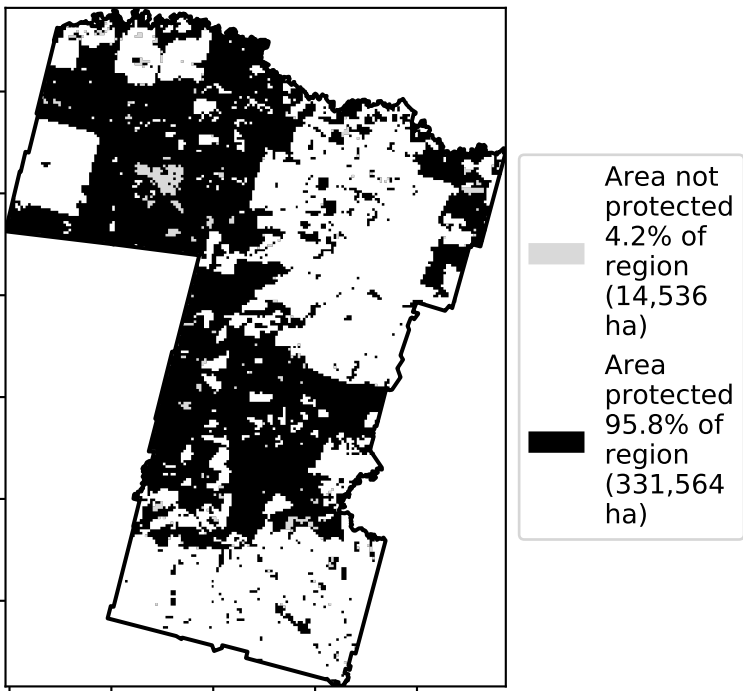 Area not
protected
4.2% of
region
(14,536
ha)
Area
protected
95.8% of
region
(331,564
ha)